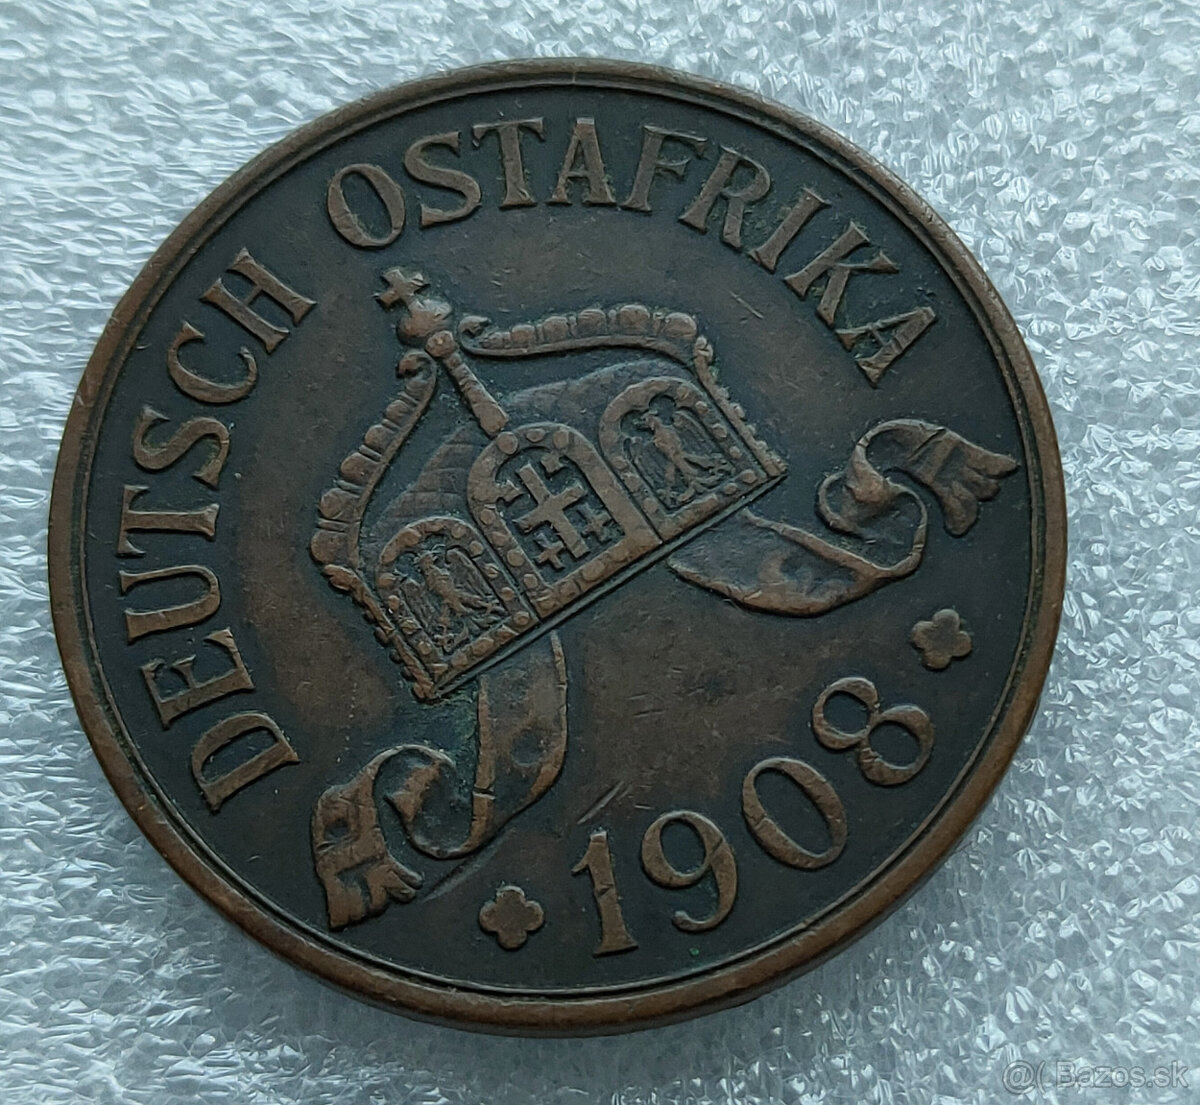 DEUTSCH OSTAFRIKA
1908
@( Bazos.sk